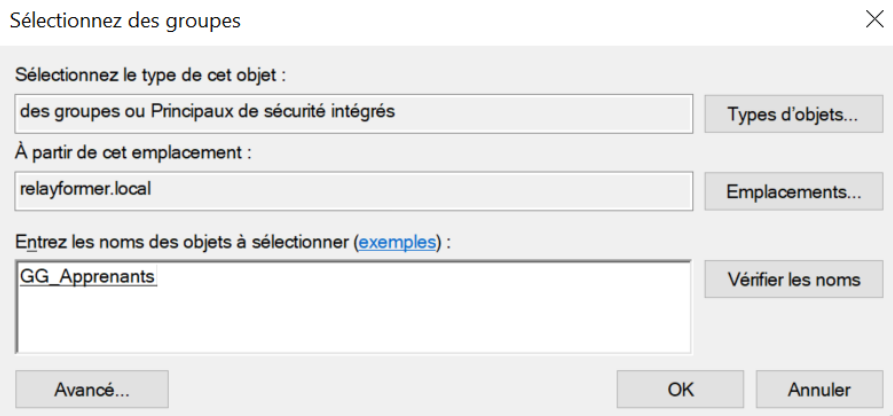 Sélectionnez des groupes
Sélectionnez le type de cet objet :
des groupes ou Principaux de sécurité intégrés
Types d'objets...
À partir de cet emplacement :
relayformer.local
Emplacements...
Entrez les noms des objets à sélectionner (exemples) :
GG_Apprenants
Vérifier les noms
Avancé...
OK
Annuler